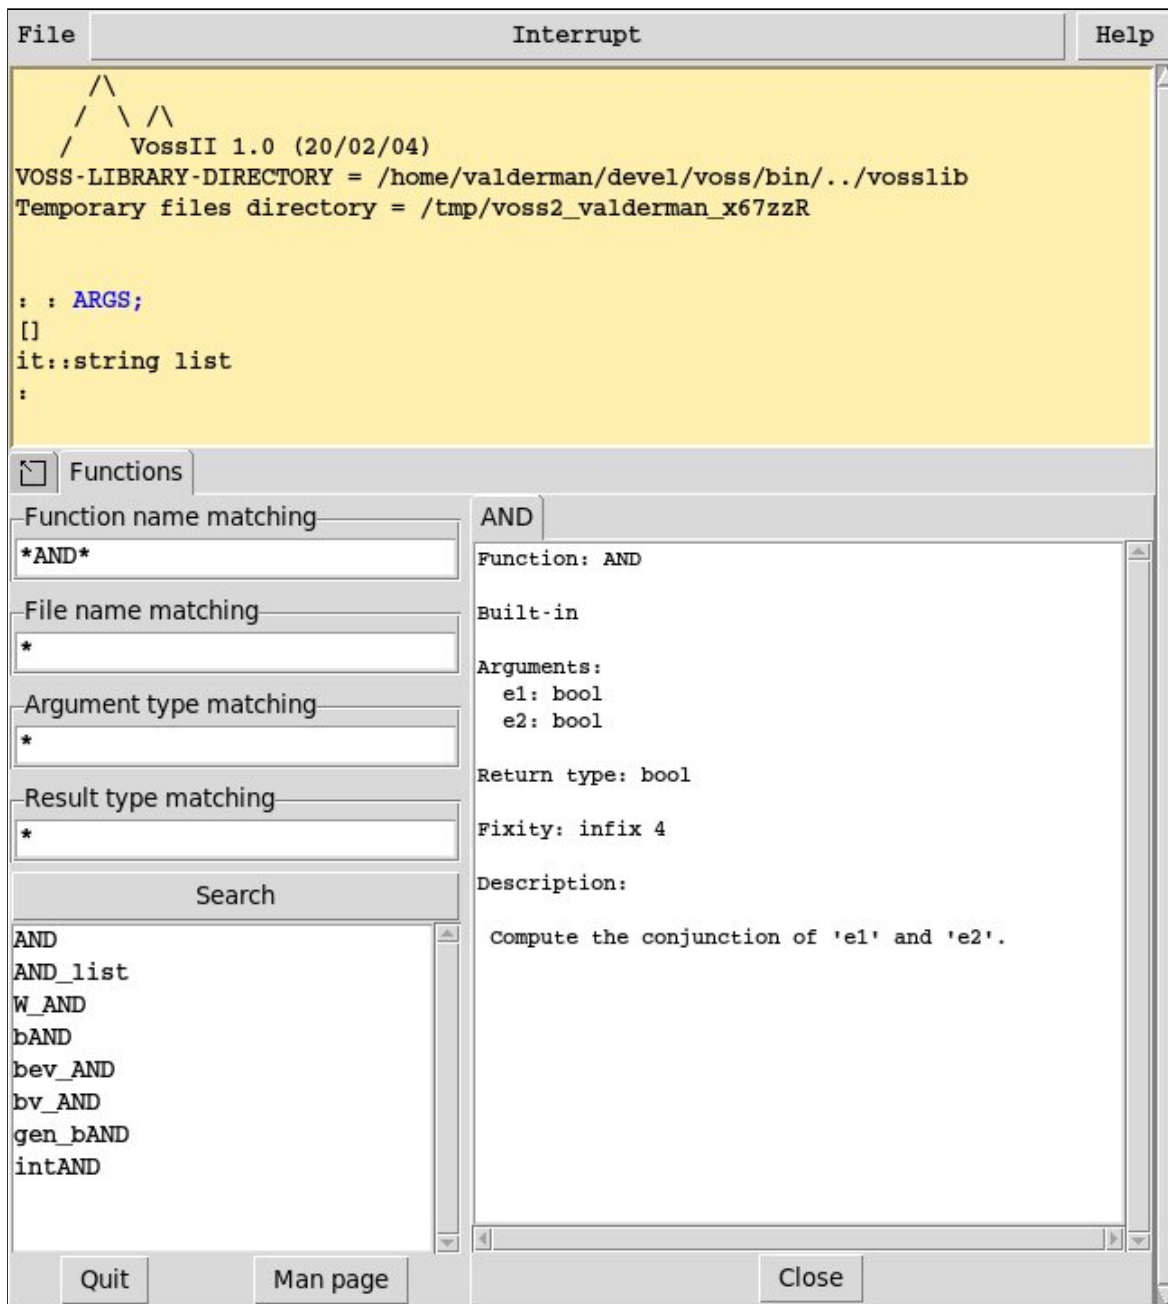 File Interrupt Help
/\
/ \ /\
/ VossII 1.0 (20/02/04)
VOSS-LIBRARY-DIRECTORY = /home/valderman/devel/voss/bin/../vosslib
Temporary files directory = /tmp/voss2_valderman_x67zzR
: : ARGS;
[]
it::string list
:
Functions
Function name matching
*AND*
File name matching
*
Argument type matching
*
Result type matching
*
Search
AND
AND_list
W_AND
bAND
bev_AND
bv_AND
gen_bAND
intAND
Quit Man page
AND
Function: AND
Built-in
Arguments:
e1: bool
e2: bool
Return type: bool
Fixity: infix 4
Description:
Compute the conjunction of 'e1' and 'e2'.
Close